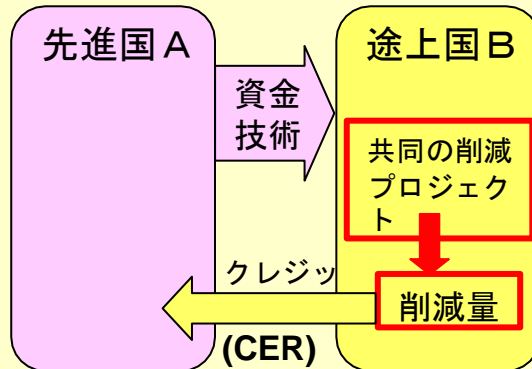 先進国A
途上国B
資金
技術
共同の削減
プロジェク
ト
クレジッ
削減量
(CER)